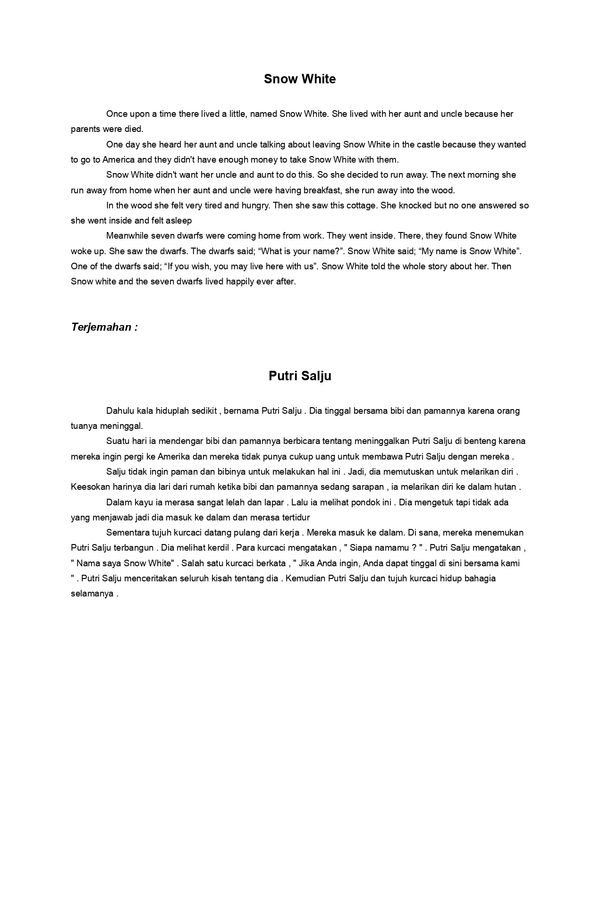 Snow White
Once upon a time there lived a little, named Snow White. She lived with her aunt and uncle because her
parents were died.
One day she heard her aunt and uncle talking about leaving Snow White in the castle because they wanted
to go to America and they didn't have enough money to take Snow White with them.
Snow White didn't want her uncle and aunt to do this. So she decided to run away. The next morning she
run away from home when her aunt and uncle were having breakfast, she run away into the wood.
In the wood she felt very tired and hungry. Then she saw this cottage. She knocked but no one answered so
she went inside and felt asleep
Meanwhile seven dwarfs were coming home from work. They went inside. There, they found Snow White
woke up. She saw the dwarfs. The dwarfs said; “What is your name?”. Snow White said; “My name is Snow White”.
One of the dwarfs said; “If you wish, you may live here with us”. Snow White told the whole story about her. Then
Snow white and the seven dwarfs lived happily ever after.
Terjemahan :
Putri Salju
Dahulu kala hiduplah sedikit , bernama Putri Salju . Dia tinggal bersama bibi dan pamannya karena orang
tuanya meninggal.
Suatu hari ia mendengar bibi dan pamannya berbicara tentang meninggalkan Putri Salju di benteng karena
mereka ingin pergi ke Amerika dan mereka tidak punya cukup uang untuk membawa Putri Salju dengan mereka .
Salju tidak ingin paman dan bibinya untuk melakukan hal ini . Jadi, dia memutuskan untuk melarikan diri .
Keesokan harinya dia lari dari rumah ketika bibi dan pamannya sedang sarapan , ia melarikan diri ke dalam hutan .
Dalam kayu ia merasa sangat lelah dan lapar . Lalu ia melihat pondok ini . Dia mengetuk tapi tidak ada
yang menjawab jadi dia masuk ke dalam dan merasa tertidur
Sementara tujuh kurcaci datang pulang dari kerja . Mereka masuk ke dalam. Di sana, mereka menemukan
Putri Salju terbangun . Dia melihat kerdil . Para kurcaci mengatakan , " Siapa namamu ? " . Putri Salju mengatakan ,
" Nama saya Snow White" . Salah satu kurcaci berkata , " Jika Anda ingin, Anda dapat tinggal di sini bersama kami
" . Putri Salju menceritakan seluruh kisah tentang dia . Kemudian Putri Salju dan tujuh kurcaci hidup bahagia
selamanya .